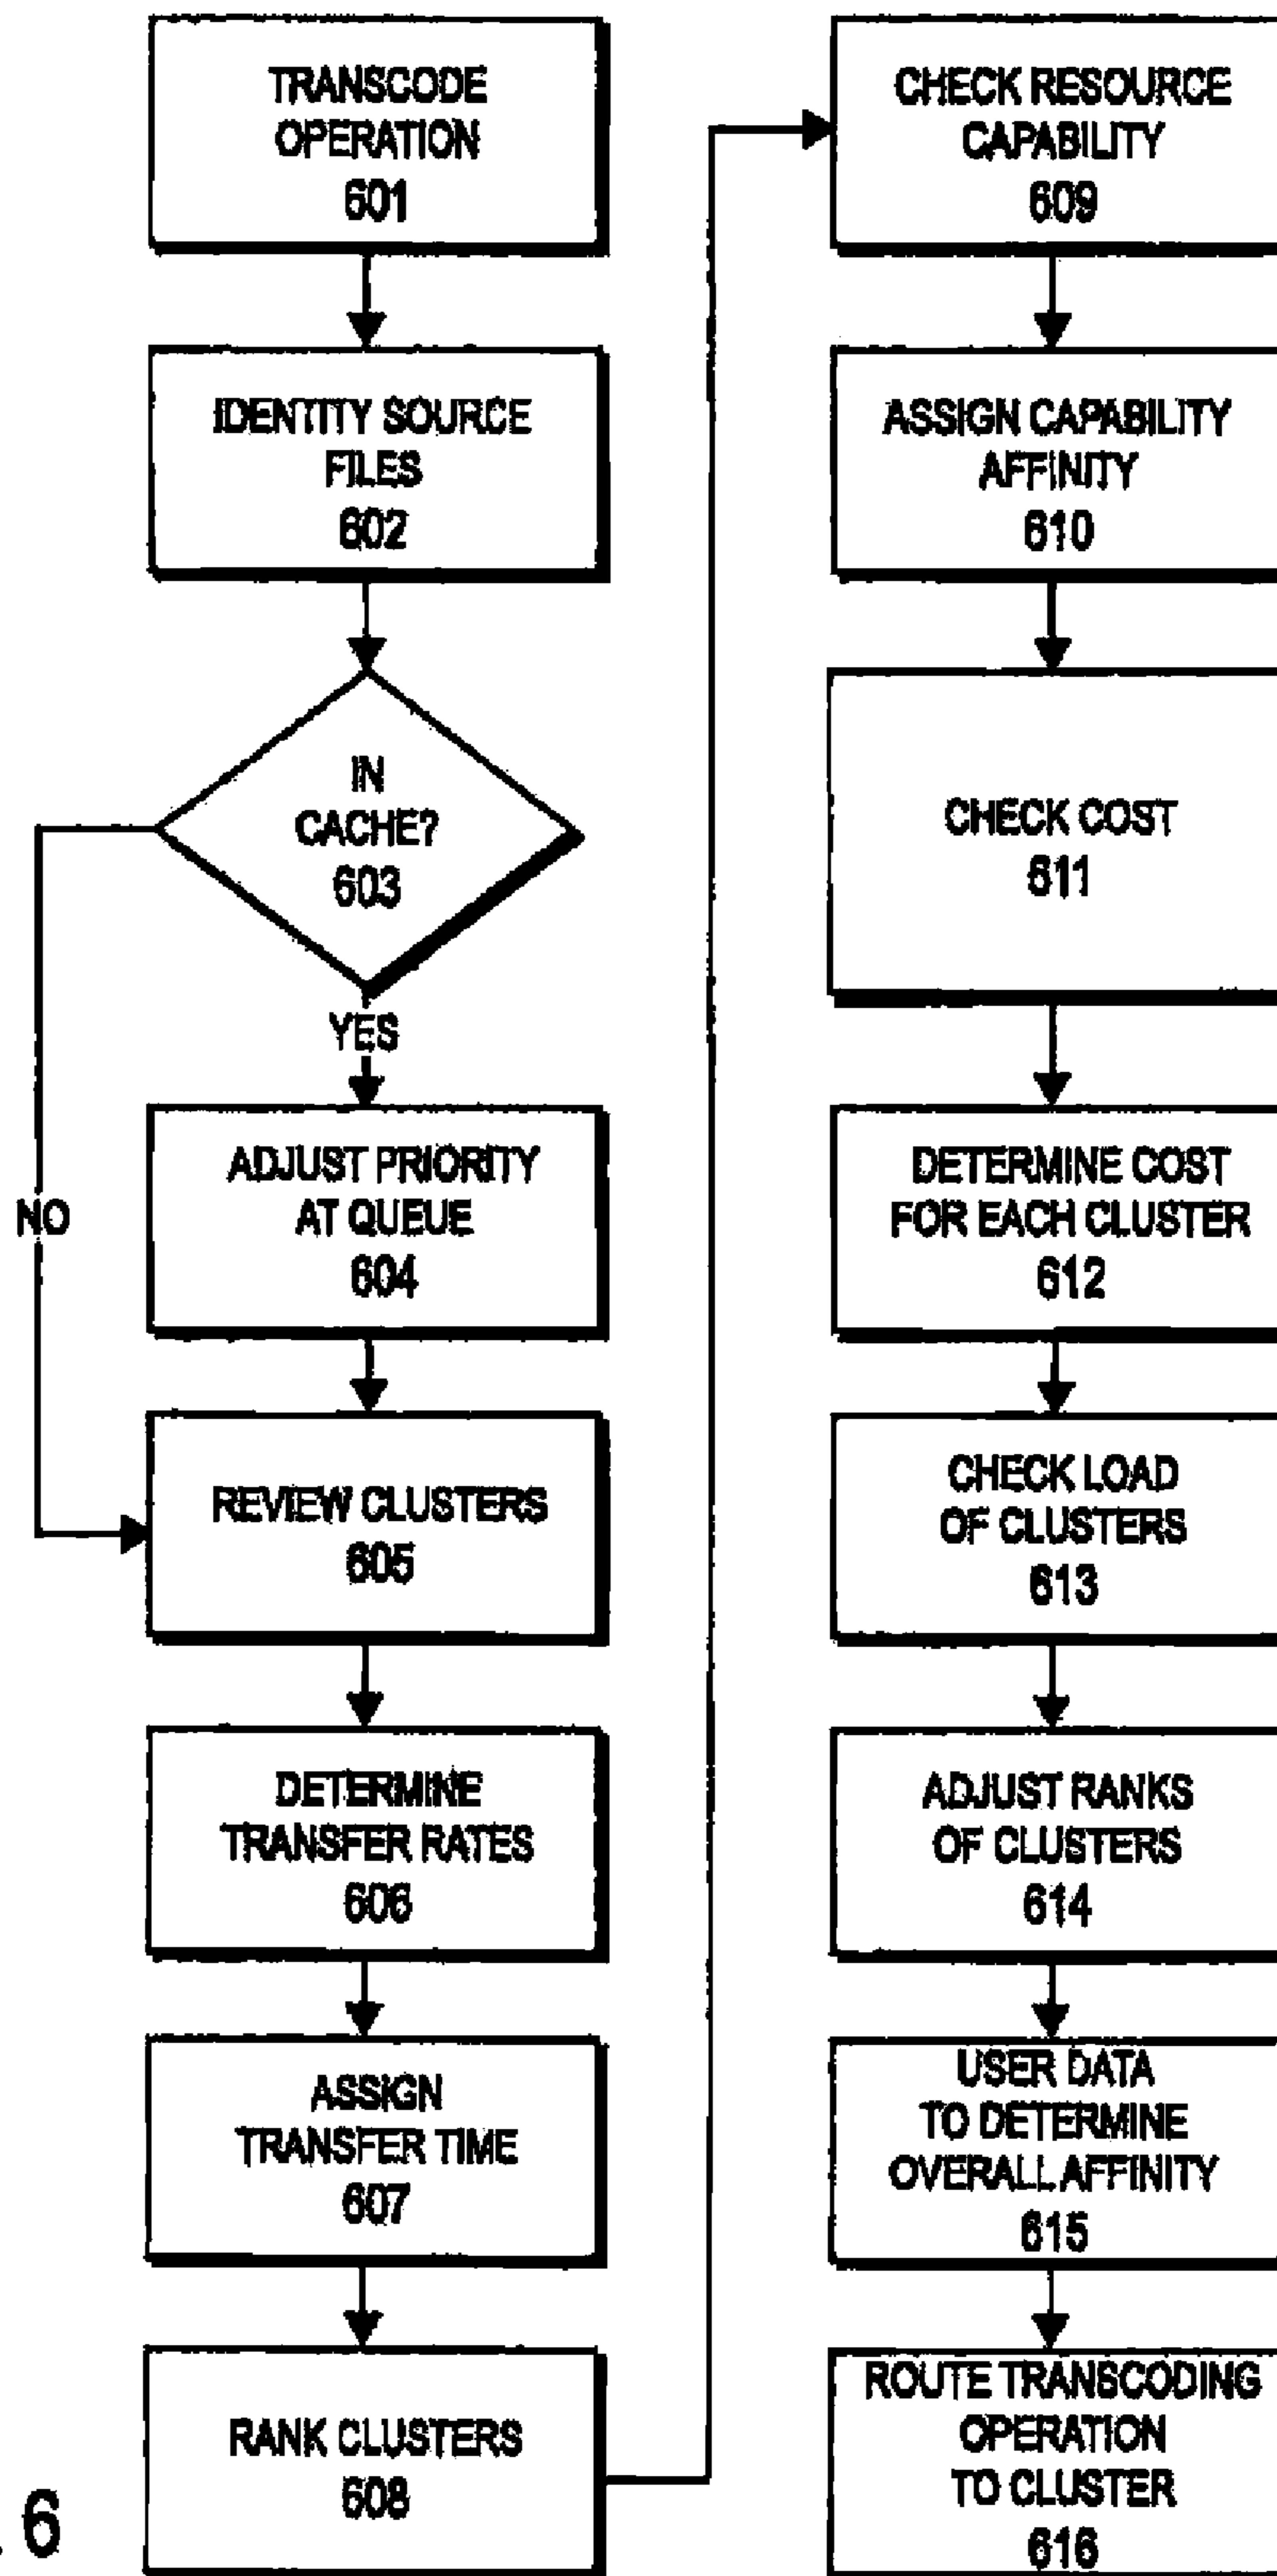 TRANSCODE
OPERATION
601
IDENTITY SOURCE
FILES
602
IN
CACHE?
603
YES
NO
ADJUST PRIORITY
AT QUEUE
604
REVIEW CLUSTERS
605
DETERMINE
TRANSFER RATES
606
ASSIGN
TRANSFER TIME
607
RANK CLUSTERS
608
CHECK RESOURCE
CAPABILITY
609
ASSIGN CAPABILITY
AFFINITY
610
CHECK COST
611
DETERMINE COST
FOR EACH CLUSTER
612
CHECK LOAD
OF CLUSTERS
613
ADJUST RANKS
OF CLUSTERS
614
USER DATA
TO DETERMINE
OVERALL AFFINITY
615
ROUTE TRANSCODING
OPERATION
TO CLUSTER
616
. 6